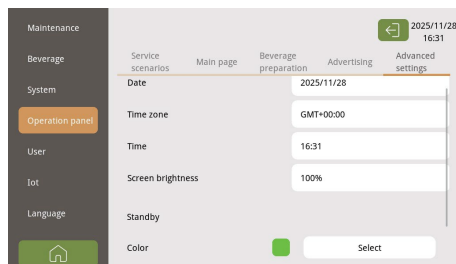 Maintenance
Beverage
System
Operation panel
User
Iot
Language
2025/11/28
16:31
Service scenarios
Main page
Beverage preparation
Advertising
Advanced settings
Date
2025/11/28
Time zone
GMT+00:00
Time
16:31
Screen brightness
100%
Standby
Color
Select